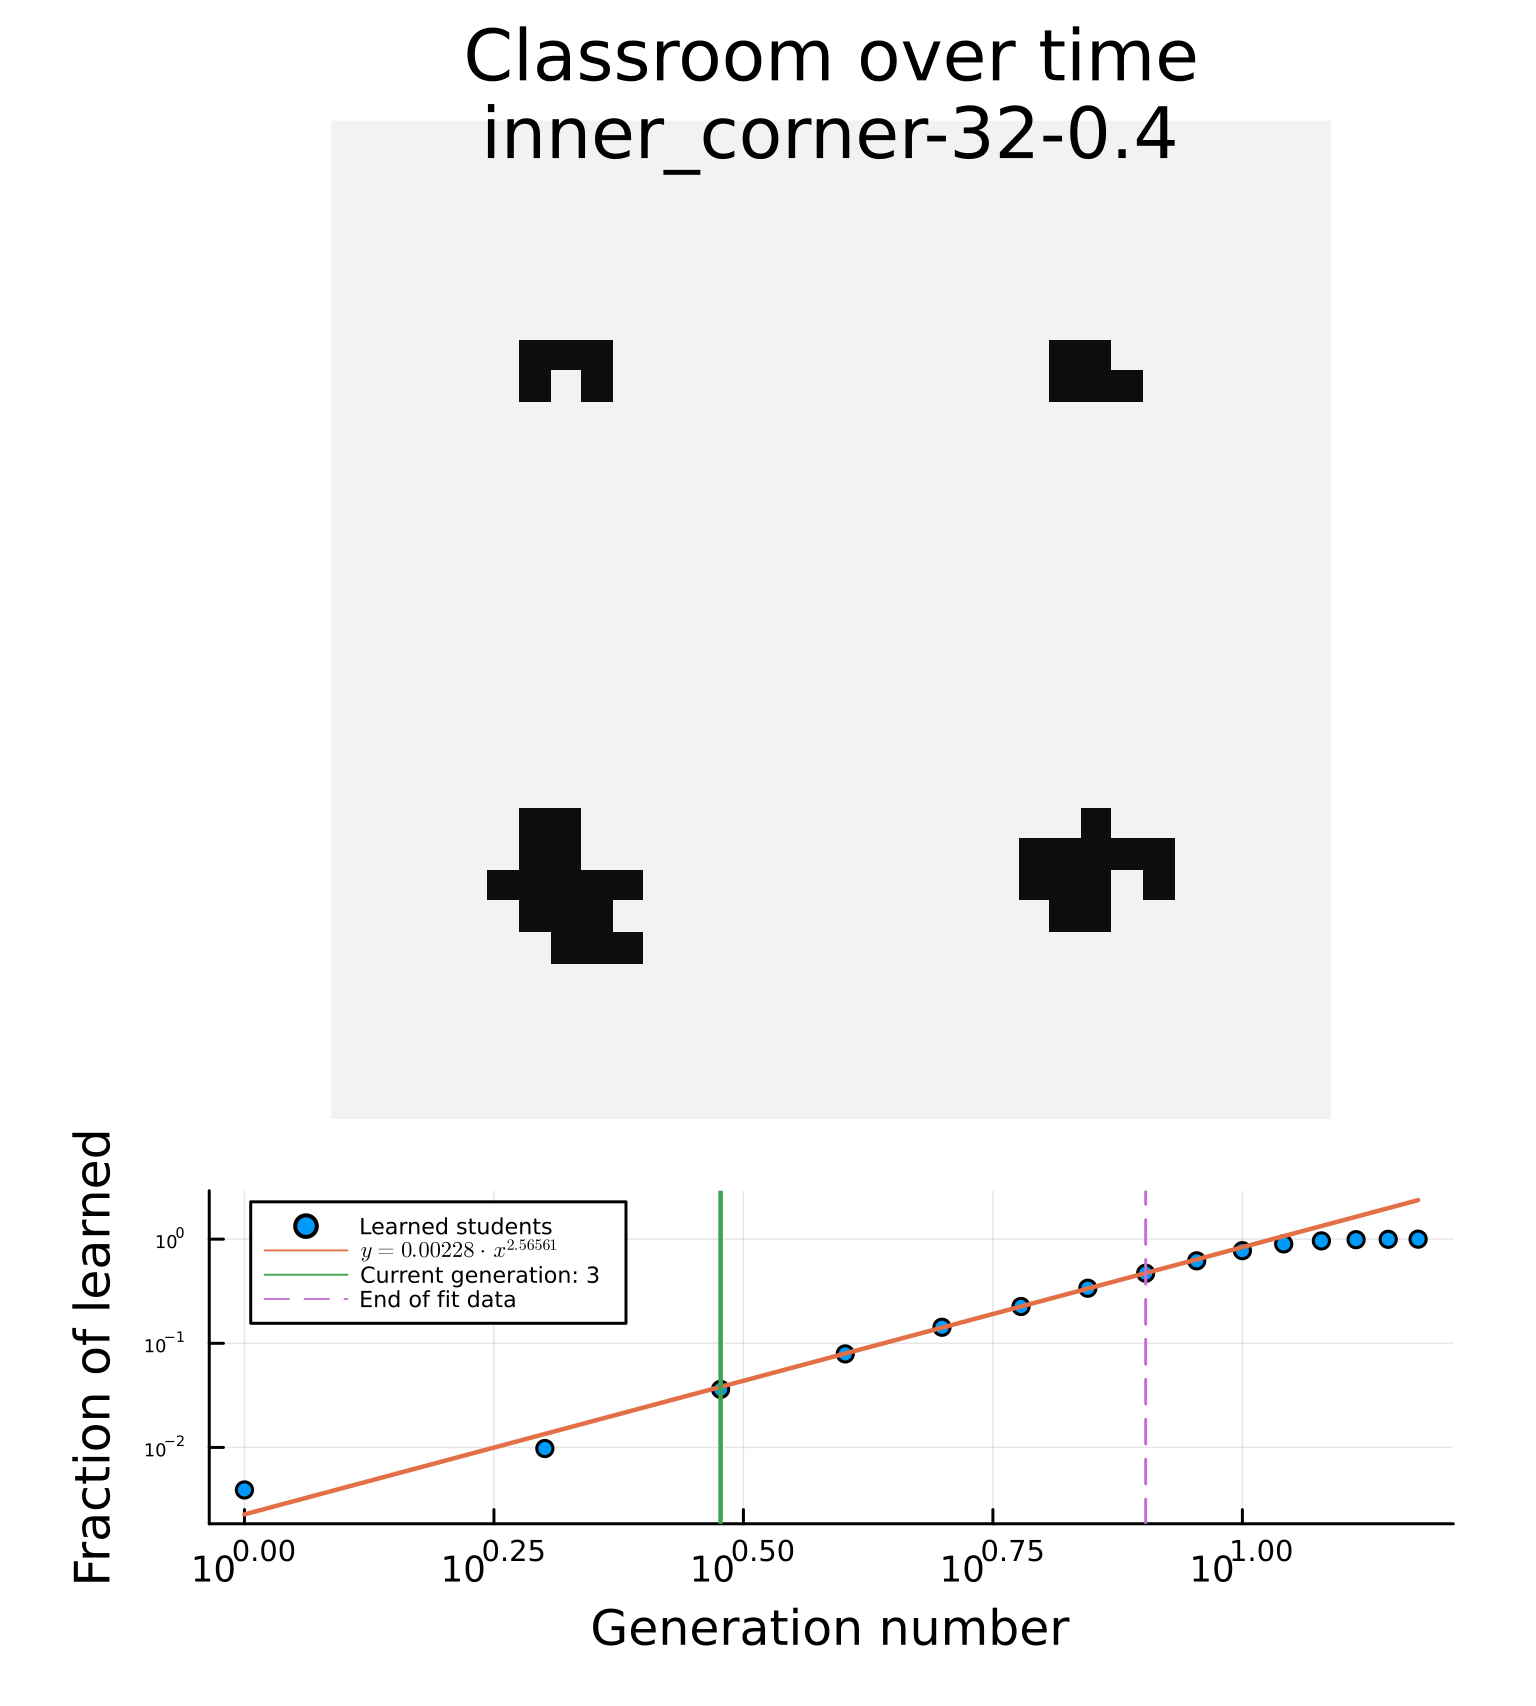 Classroom over time
inner_corner-32-0.4
Fraction of learned
10⁰
10⁻¹
10⁻²
Learned students
y = 0.00228 · x^2.56561
Current generation: 3
End of fit data
10^0.00 10^0.25 10^0.50 10^0.75 10^1.00
Generation number